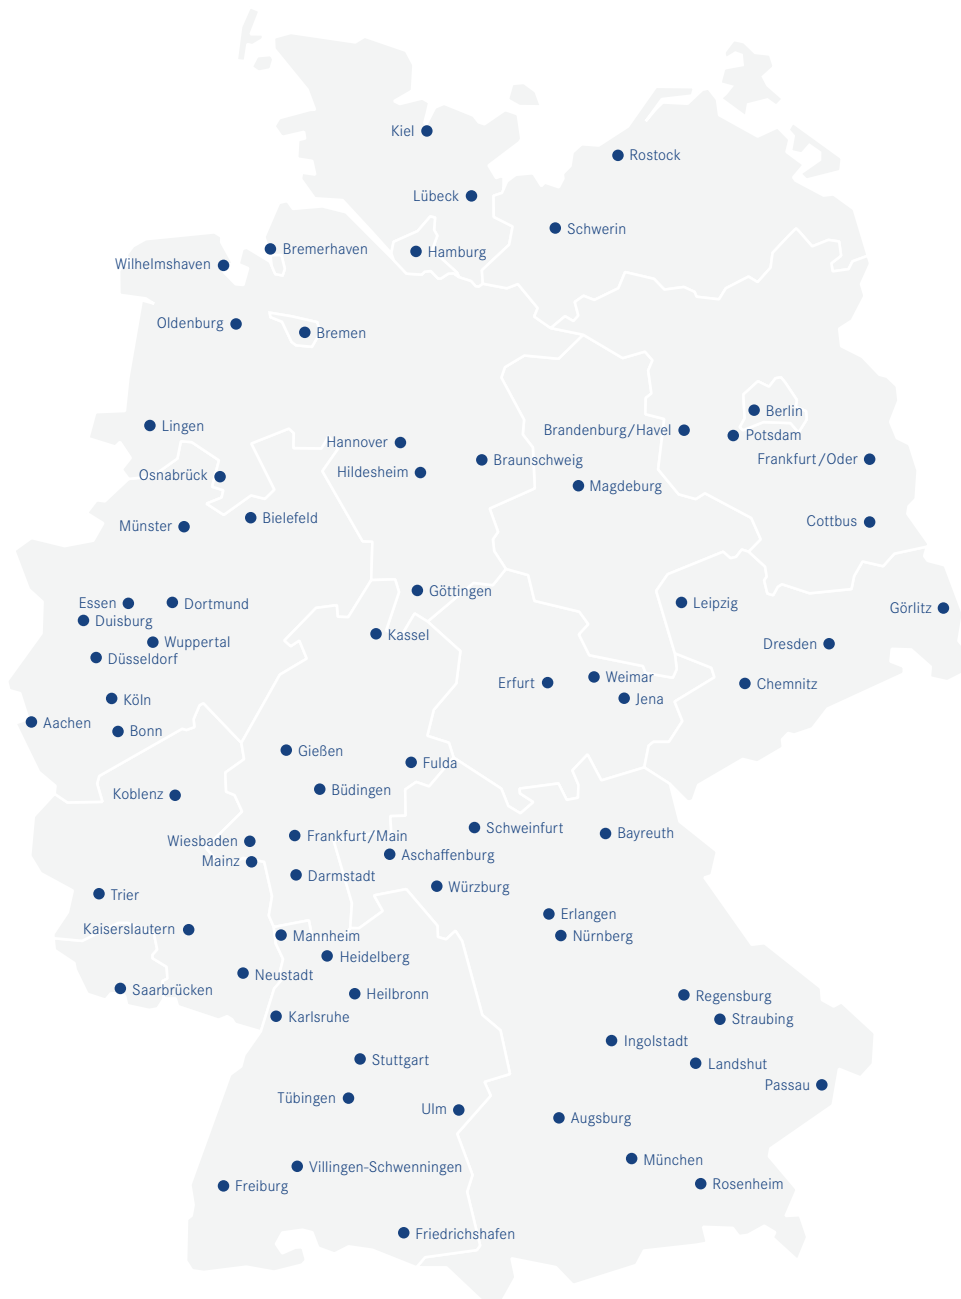 Kiel
Rostock
Lübeck
Schwerin
Bremerhaven
Hamburg
Wilhelmshaven
Oldenburg
Bremen
Berlin
Lingen
Brandenburg/Havel
Potsdam
Hannover
Braunschweig
Frankfurt/Oder
Hildesheim
Osnabrück
Magdeburg
Bielefeld
Cottbus
Münster
Göttingen
Essen
Dortmund
Leipzig
Görlitz
Duisburg
Kassel
Wuppertal
Dresden
Düsseldorf
Weimar
Erfurt
Chemnitz
Köln
Jena
Aachen
Bonn
Gießen
Fulda
Büdingen
Koblenz
Schweinfurt
Bayreuth
Frankfurt/Main
Wiesbaden
Aschaffenburg
Mainz
Darmstadt
Würzburg
Trier
Erlangen
Kaiserslautern
Mannheim
Nürnberg
Heidelberg
Neustadt
Saarbrücken
Heilbronn
Regensburg
Karlsruhe
Straubing
Ingolstadt
Stuttgart
Landshut
Passau
Tübingen
Ulm
Augsburg
München
Villingen-Schwenningen
Rosenheim
Freiburg
Friedrichshafen